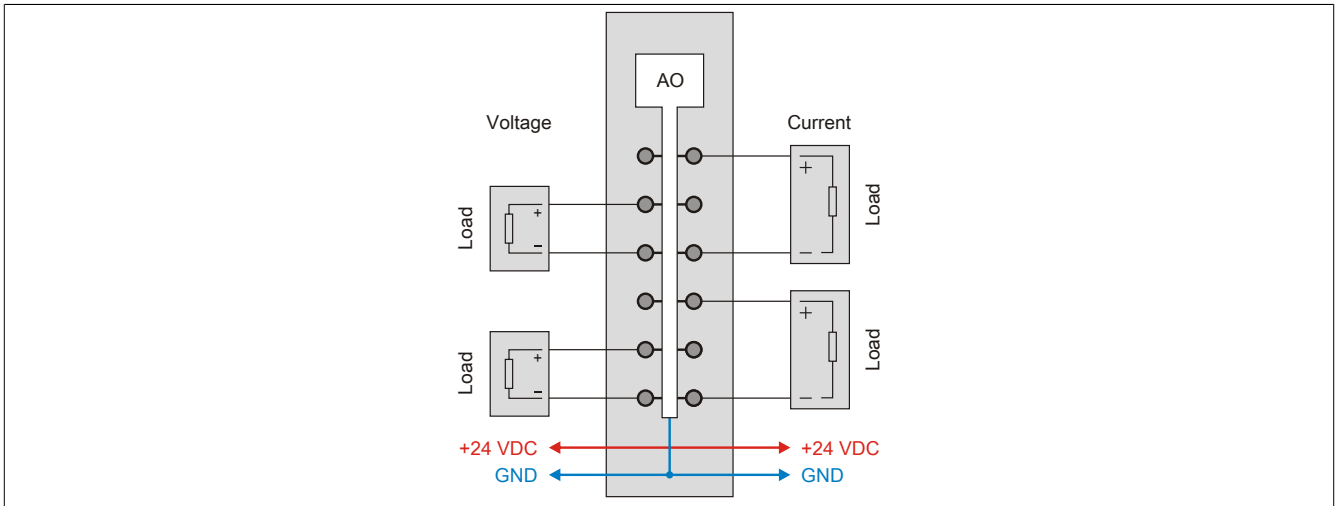 AO
Voltage
Current
+
Load
Load
+
−
−
+
Load
Load
+
−
−
+24 VDC
+24 VDC
GND
GND